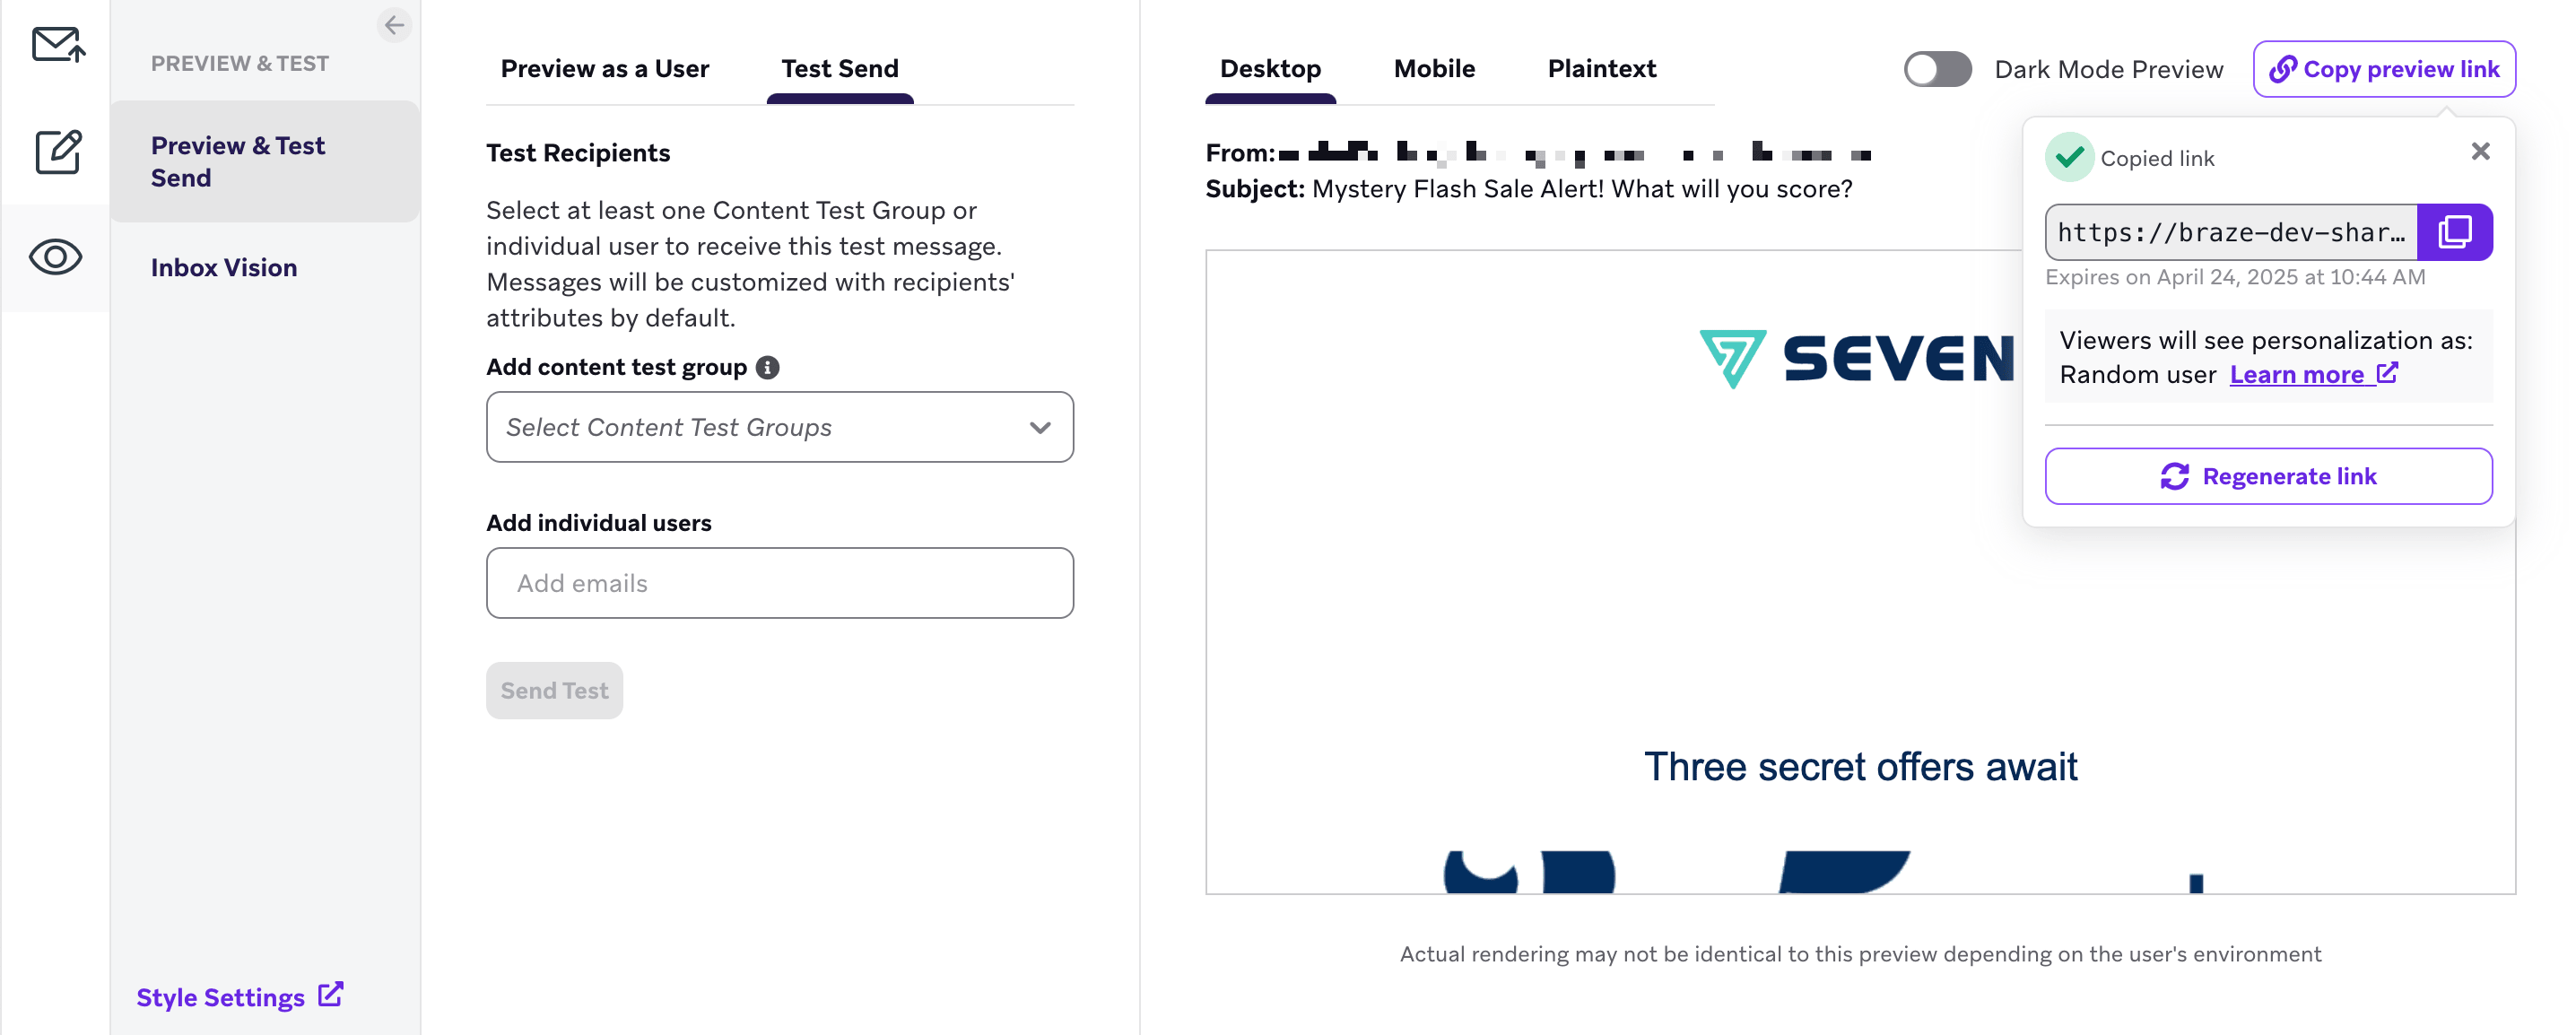 PREVIEW & TEST
Preview & Test
Send
Inbox Vision
Style Settings
Preview as a User
Test Send
Test Recipients
Select at least one Content Test Group or
individual user to receive this test message.
Messages will be customized with recipients'
attributes by default.
Add content test group
Select Content Test Groups
Add individual users
Add emails
Send Test
Desktop
Mobile
Plaintext
Dark Mode Preview
Copy preview link
From:
Subject: Mystery Flash Sale Alert! What will you score?
Copied link
https://braze-dev-shar…
Expires on April 24, 2025 at 10:44 AM
Viewers will see personalization as:
Random user Learn more
Regenerate link
SEVEN
Three secret offers await
Actual rendering may not be identical to this preview depending on the user's environment